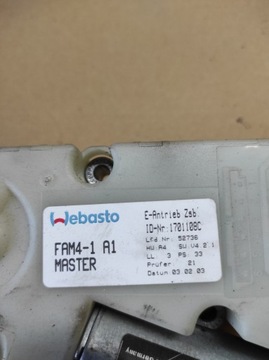 Webasto
E-Antrieb Zsb
ID-Nr.1701108C
Lfd.Nr. 52736
HW:A4 SW:V4.2.1
LL 3 PS: 33
Prüfer 21
Datum 03.02.03
FAM4-1 A1
MASTER
Germany